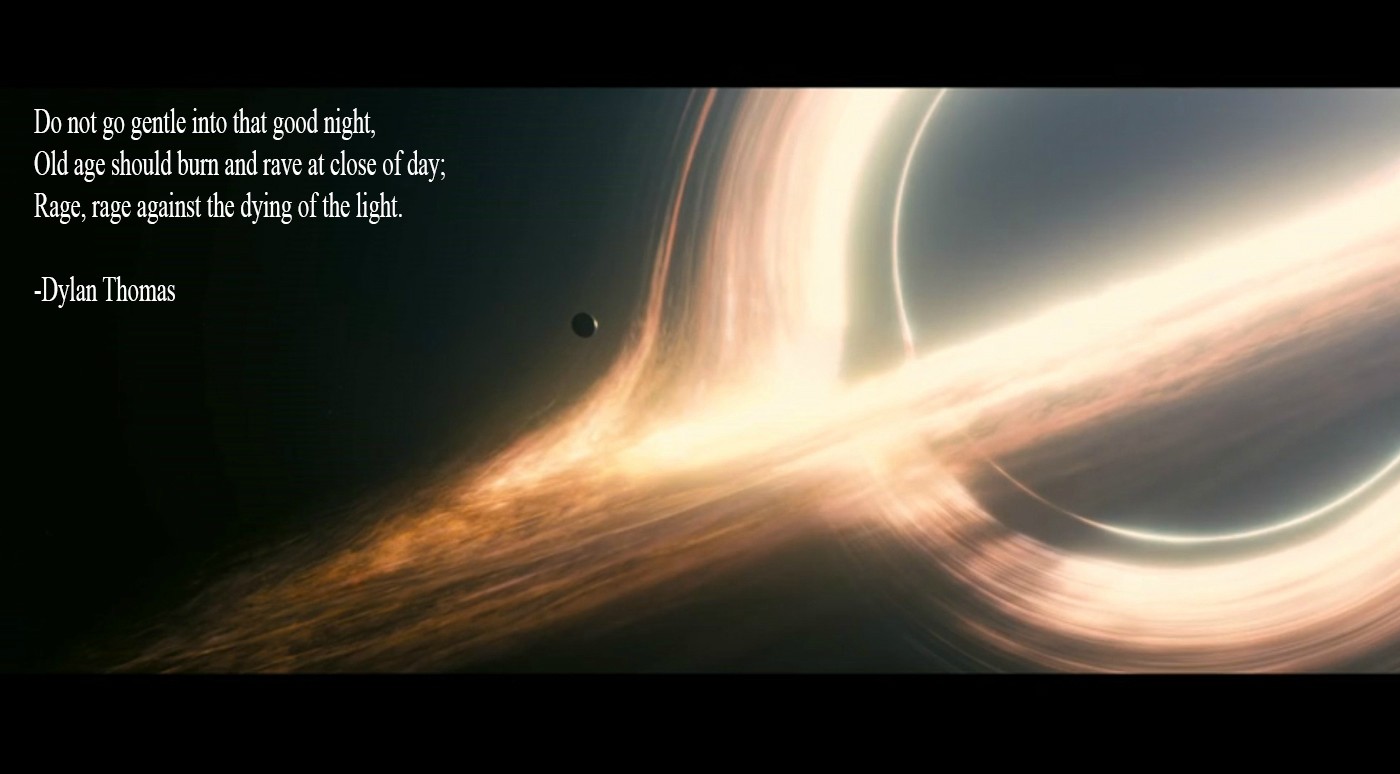 Do not go gentle into that good night,
Old age should burn and rave at close of day;
Rage, rage against the dying of the light.
-Dylan Thomas